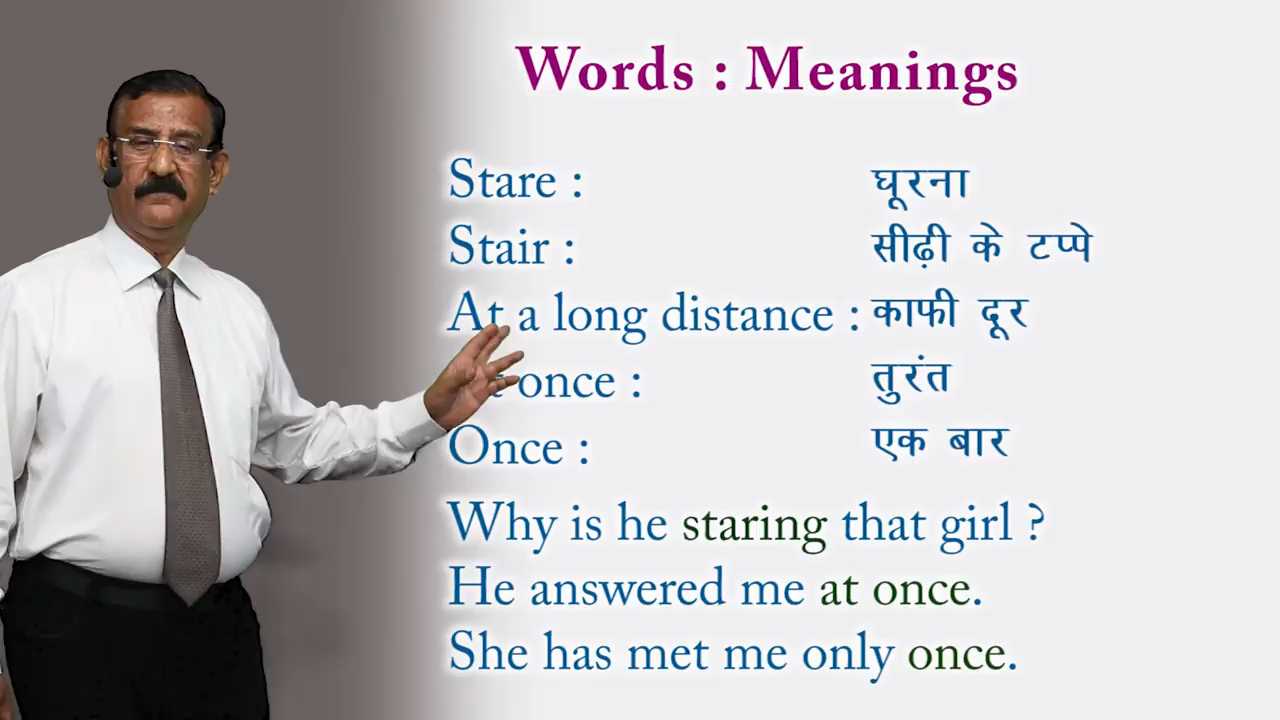 Words : Meanings
Stare : घूरना
Stair : सीढ़ी के टप्पे
At a long distance : काफी दूर
once : तुरंत
Once : एक बार
Why is he staring that girl ?
He answered me at once.
She has met me only once.